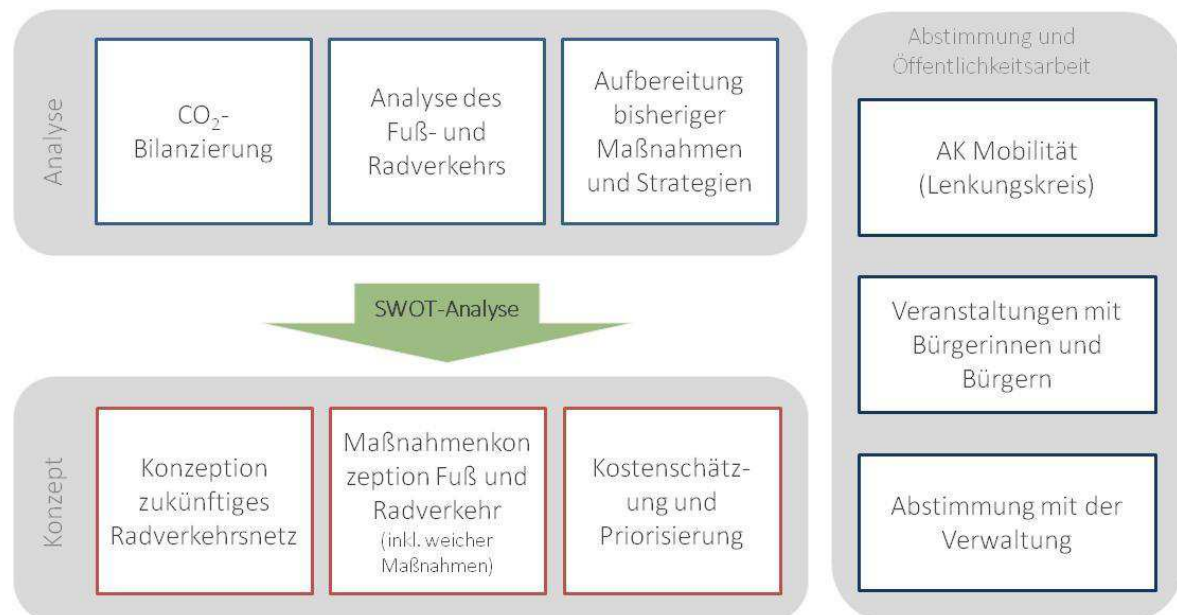 Analyse
CO₂-
Bilanzierung
Analyse des
Fuß- und
Radverkehrs
Aufbereitung
bisheriger
Maßnahmen
und Strategien
SWOT-Analyse
Konzept
Konzeption
zukünftiges
Radverkehrsnetz
Maßnahmenkon
zeption Fuß und
Radverkehr
(inkl. weicher
Maßnahmen)
Kostenschätz-
ung und
Priorisierung
Abstimmung und
Öffentlichkeitsarbeit
AK Mobilität
(Lenkungskreis)
Veranstaltungen mit
Bürgerinnen und
Bürgern
Abstimmung mit der
Verwaltung